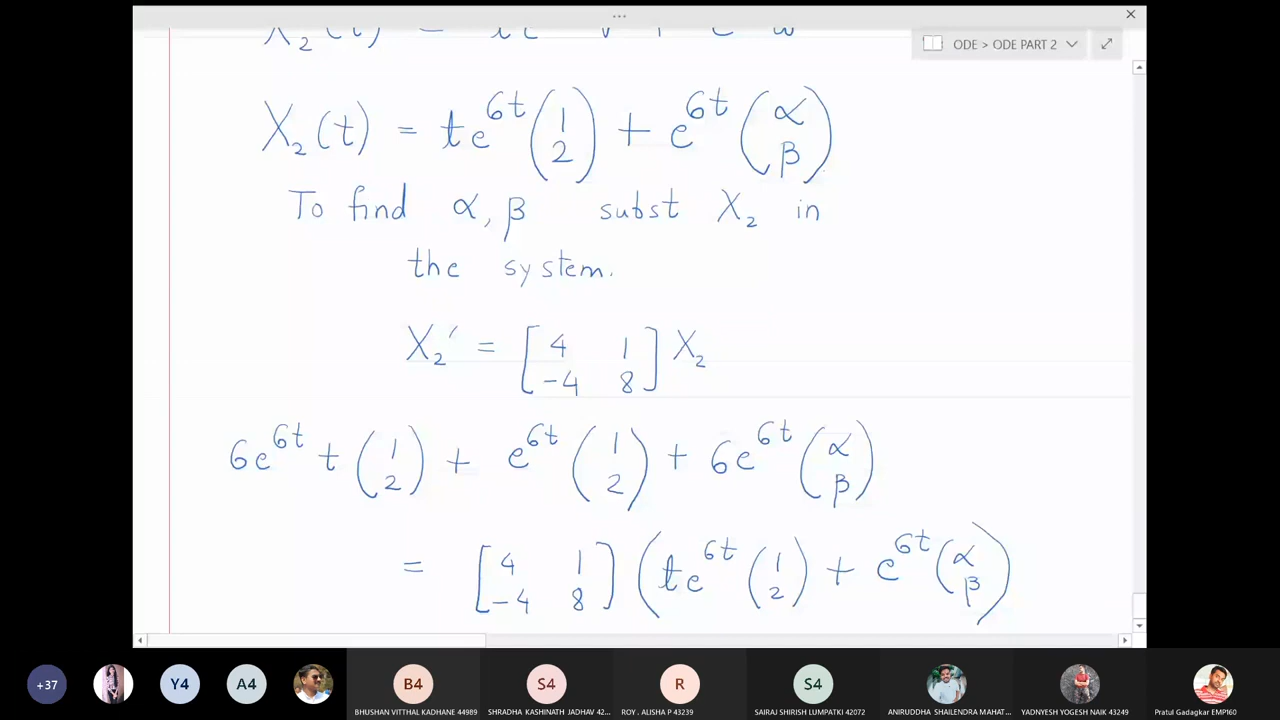 ODE > ODE PART 2
X₂(t) = te^{6t} (1 2) + e^{6t} (α β)
To find α, β subst X₂ in
the system.
X₂′ = [4 1 -4 8] X₂
6e^{6t} t (1 2) + e^{6t} (1 2) + 6e^{6t} (α β)
= [4 1 -4 8] (te^{6t} (1 2) + e^{6t} (α β))
+37
Y4
A4
B4
S4
R
S4
BHUSHAN VITTHAL KADHANE 44989
SHRADHA KASHINATH JADHAV 42...
ROY . ALISHA P 43239
SAIRAJ SHIRISH LUMPATKI 42072
ANIRUDDHA SHAILENDRA MAHAT...
YADNYESH YOGESH NAIK 43249
Pratul Gadagkar EMP160